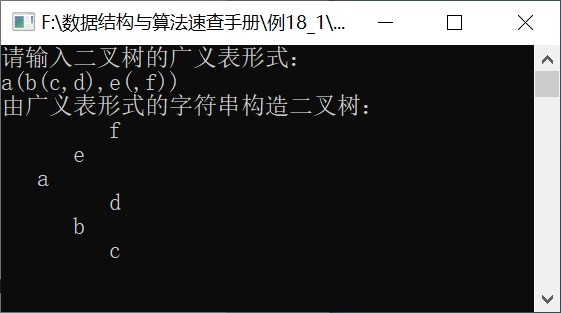 F:\数据结构与算法速查手册\例18_1\...
请输入二叉树的广义表形式：
a(b(c,d),e(,f))
由广义表形式的字符串构造二叉树：
f
e
a
d
b
c